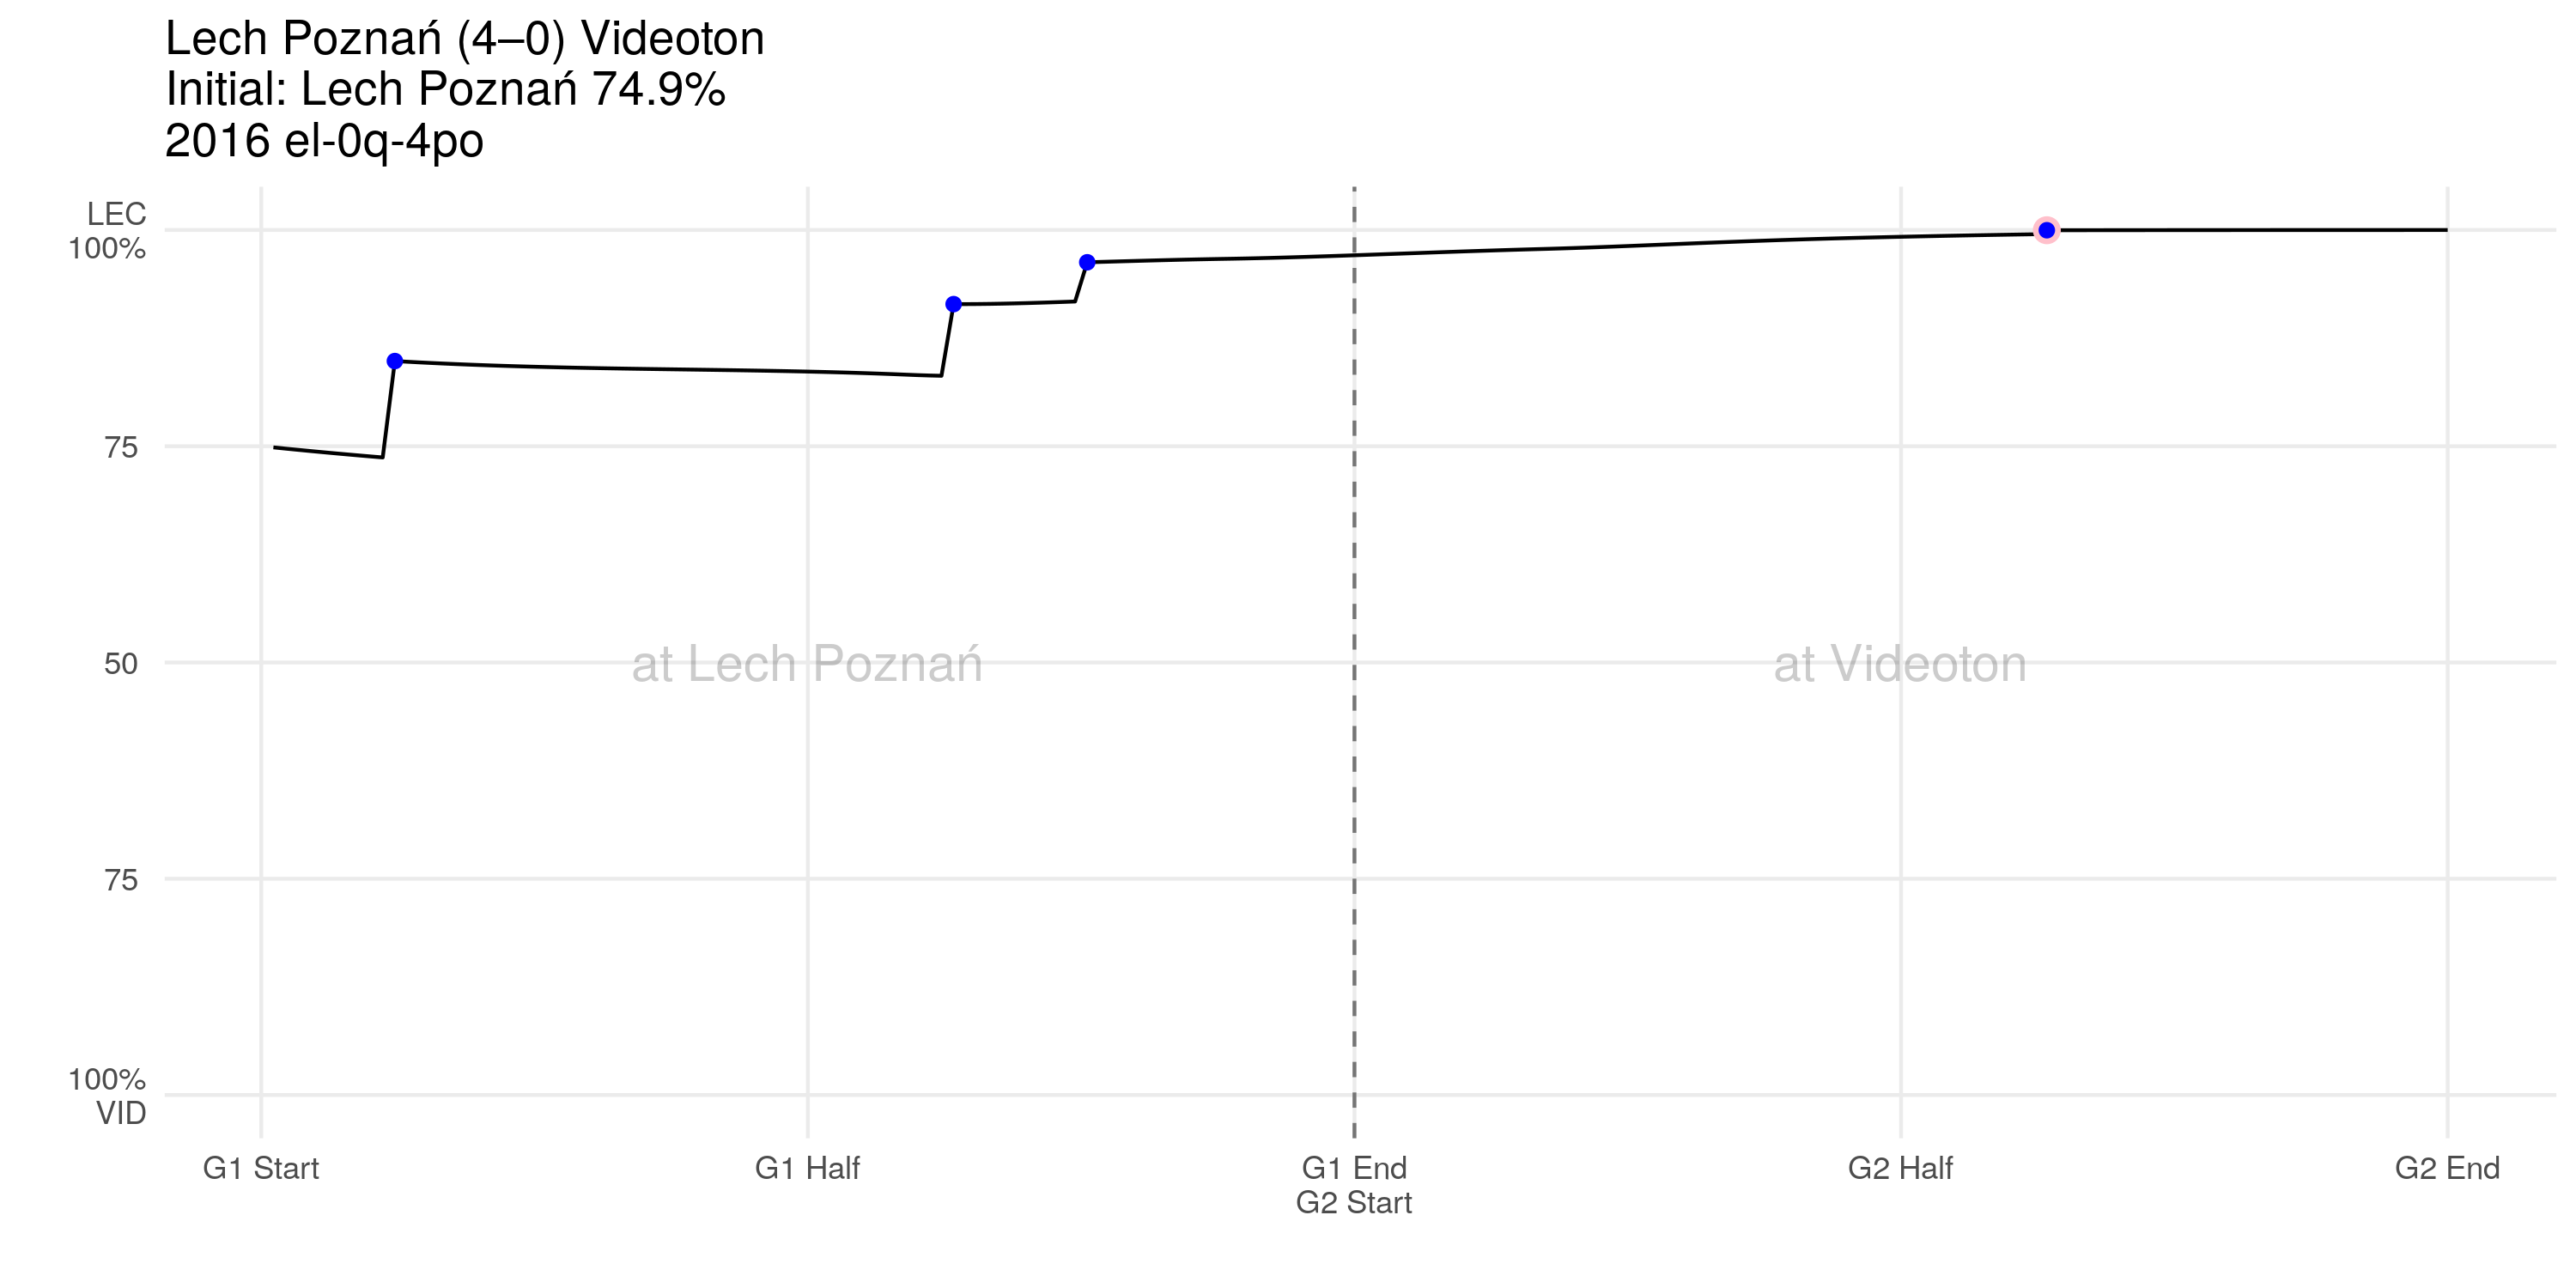 Lech Poznań (4–0) Videoton
Initial: Lech Poznań 74.9%
2016 el-0q-4po
LEC
100%
75
50
75
100%
VID
at Lech Poznań
at Videoton
G1 Start
G1 Half
G1 End
G2 Start
G2 Half
G2 End